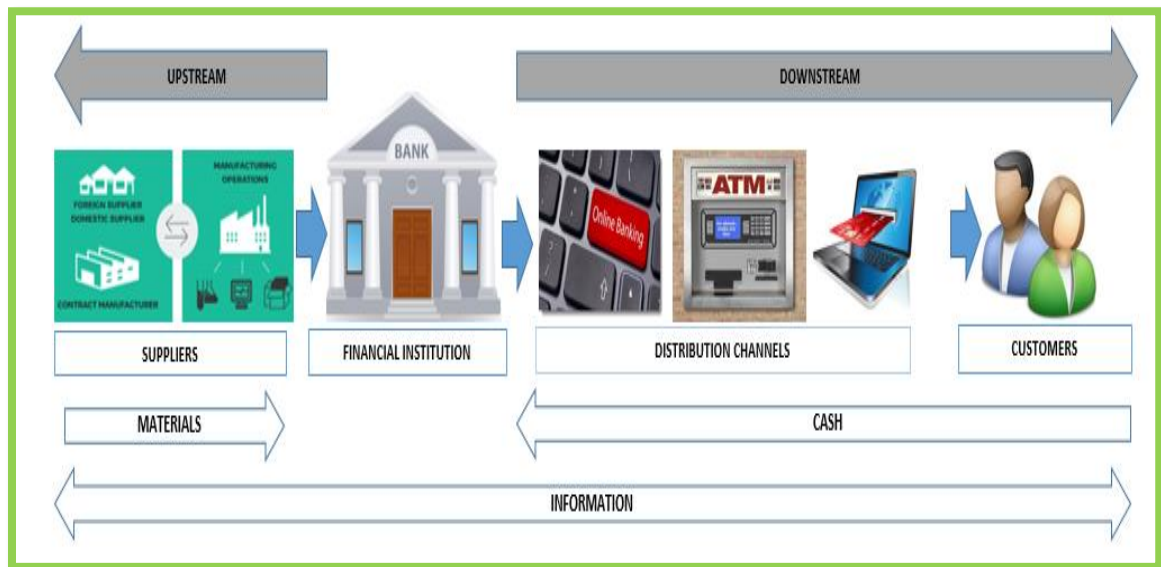 UPSTREAM
DOWNSTREAM
FOREIGN SUPPLIER
DOMESTIC SUPPLIER
CONTRACT MANUFACTURER
MANUFACTURING
OPERATIONS
BANK
Online Banking
ATM
SUPPLIERS
FINANCIAL INSTITUTION
DISTRIBUTION CHANNELS
CUSTOMERS
MATERIALS
CASH
INFORMATION